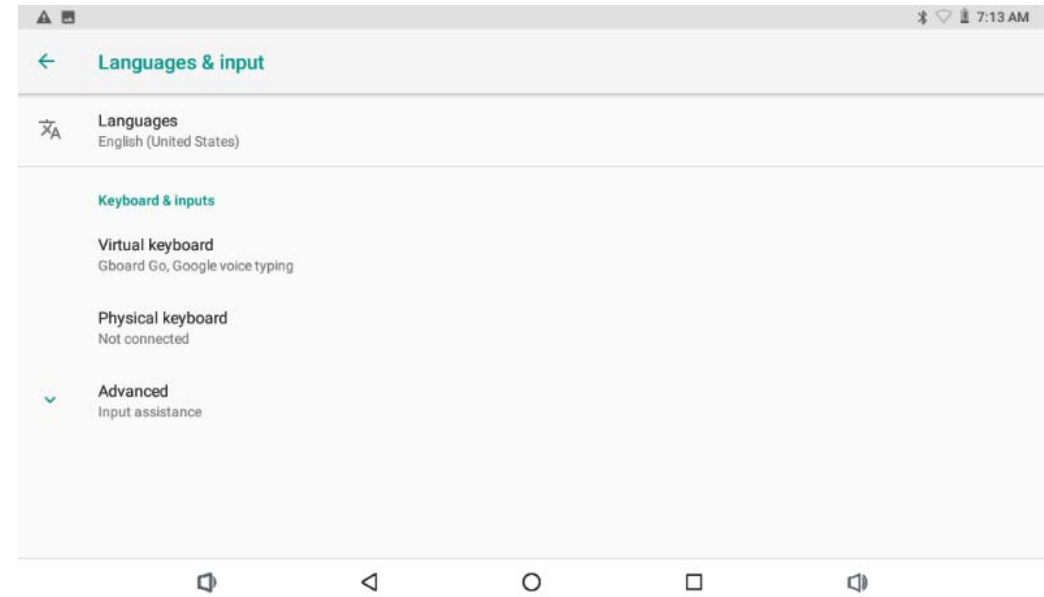 7:13 AM
Languages & input
Languages
English (United States)
Keyboard & inputs
Virtual keyboard
Gboard Go, Google voice typing
Physical keyboard
Not connected
Advanced
Input assistance